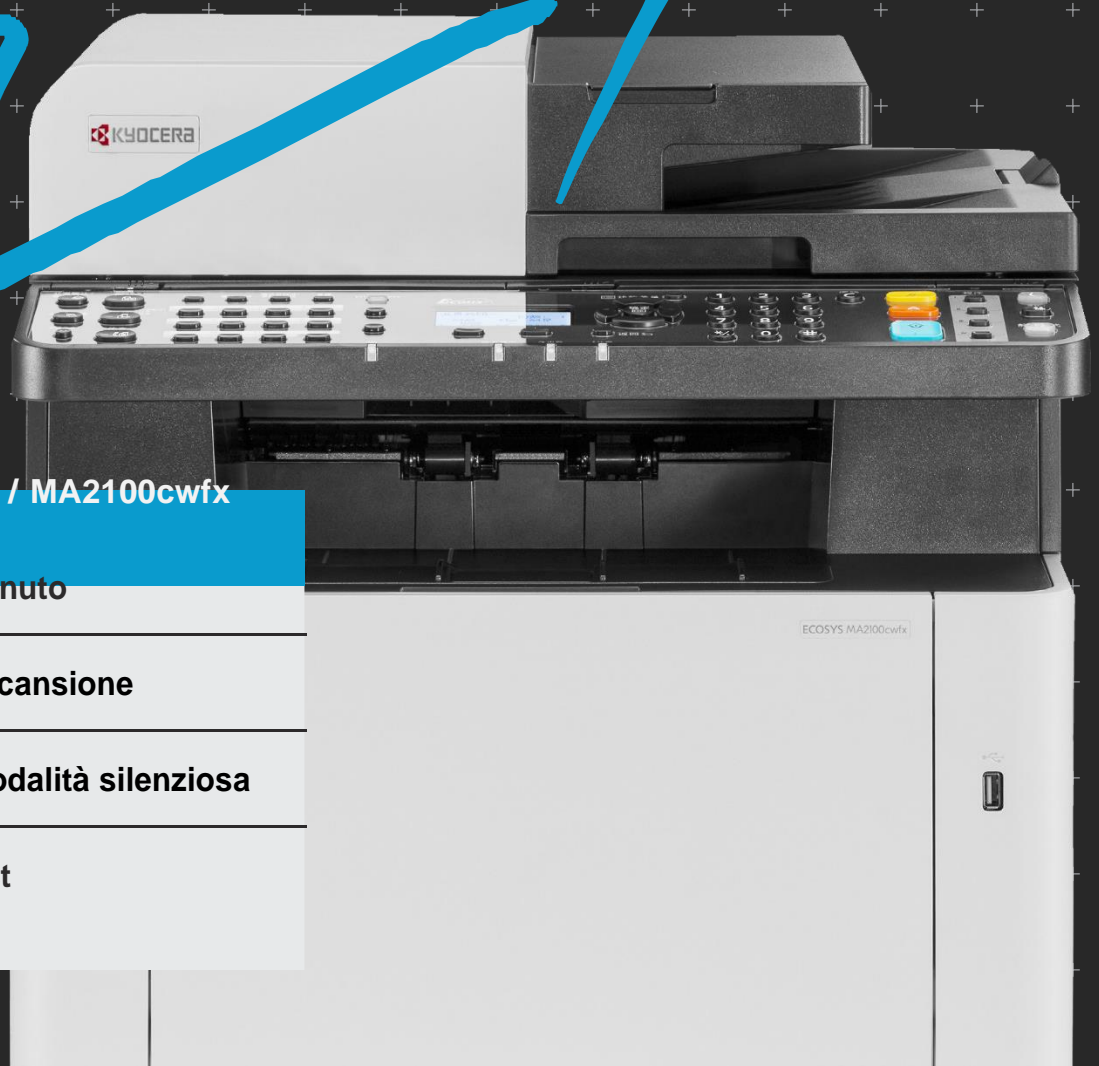 KYOCERA
/ MA2100cwfx
nuto
cansione
odalità silenziosa
t
ECOSYS MA2100cwfx